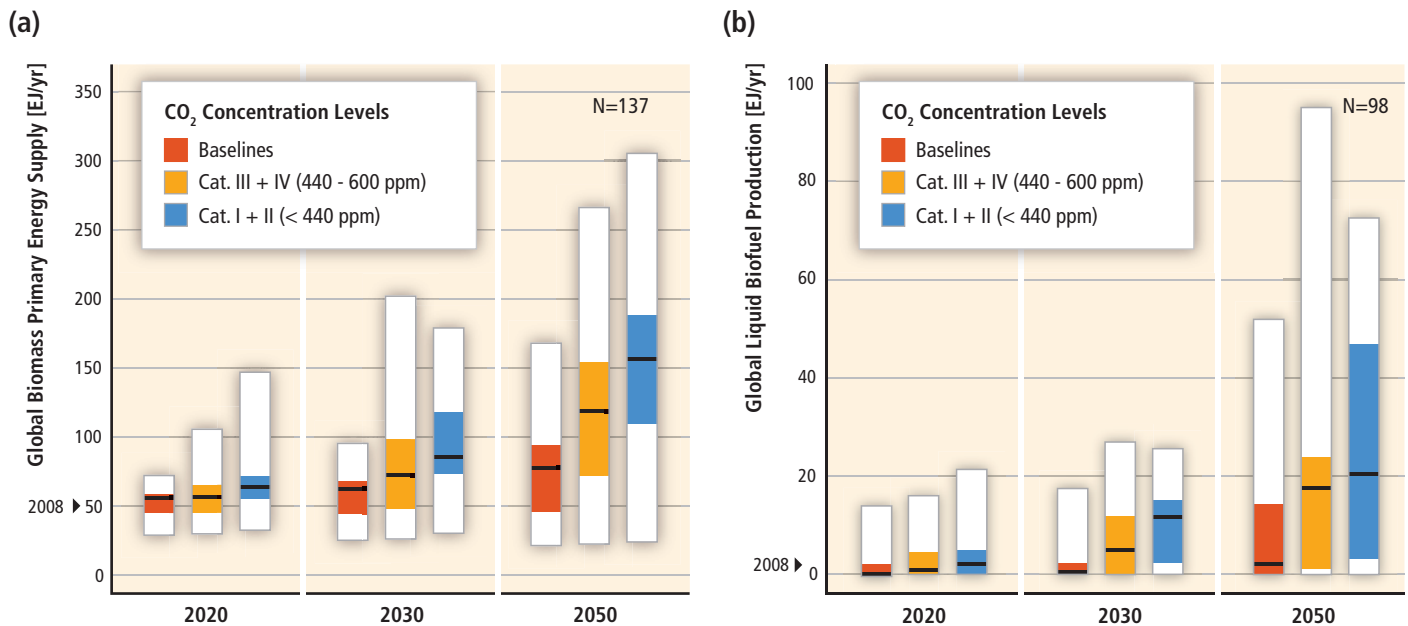 (a)
Global Biomass Primary Energy Supply [EJ/yr]
350
300
250
200
150
100
50
0
2008
CO₂ Concentration Levels
Baselines
Cat. III + IV (440 - 600 ppm)
Cat. I + II (< 440 ppm)
N=137
2020
2030
2050
(b)
Global Liquid Biofuel Production [EJ/yr]
100
80
60
40
20
0
2008
CO₂ Concentration Levels
Baselines
Cat. III + IV (440 - 600 ppm)
Cat. I + II (< 440 ppm)
N=98
2020
2030
2050